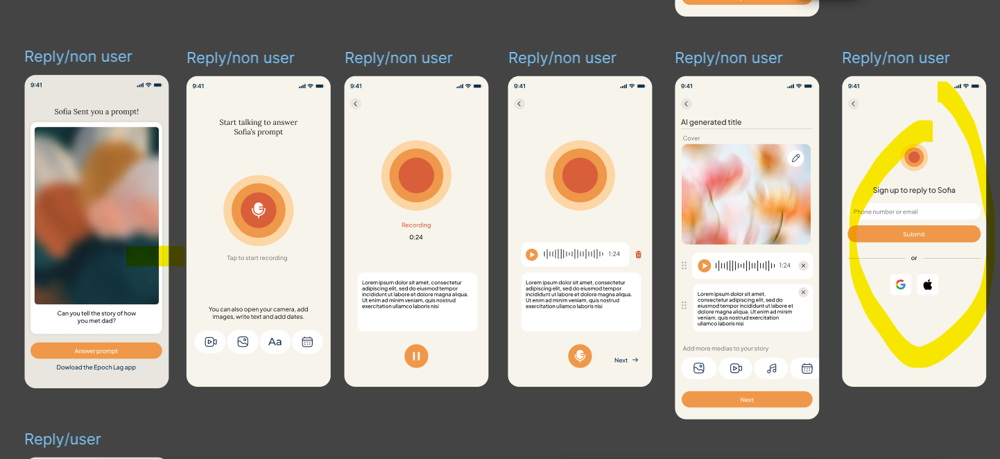 Reply/non user
9:41
Sofia Sent you a prompt!
Can you tell the story of how
you met dad?
Answer prompt
Dowload the Epoch Lag app
Reply/non user
9:41
Start talking to answer
Sofia's prompt
Tap to start recording
You can also open your camera, add
images, write text and add dates.
Aa
Reply/non user
9:41
Recording
0:24
Lorem ipsum dolor sit amet, consectetur
adipiscing elit, sed do eiusmod tempor
incididunt ut labore et dolore magna aliqua.
Ut enim ad minim veniam, quis nostrud
exercitation ullamco laboris nisi
Reply/non user
9:41
1:24
Lorem ipsum dolor sit amet, consectetur
adipiscing elit, sed do eiusmod tempor
incididunt ut labore et dolore magna aliqua.
Ut enim ad minim veniam, quis nostrud
exercitation ullamco laboris nisi
Next
Reply/non user
9:41
AI generated title
Cover
1:24
Lorem ipsum dolor sit amet,
consectetur adipiscing elit, sed do
eiusmod tempor incididunt ut labore et
dolore magna aliqua. Ut enim ad minim
veniam, quis nostrud exercitation
ullamco laboris nisi
Add more medias to your story
Next
Reply/non user
9:41
Sign up to reply to Sofia
Phone number or email
Submit
or
Reply/user